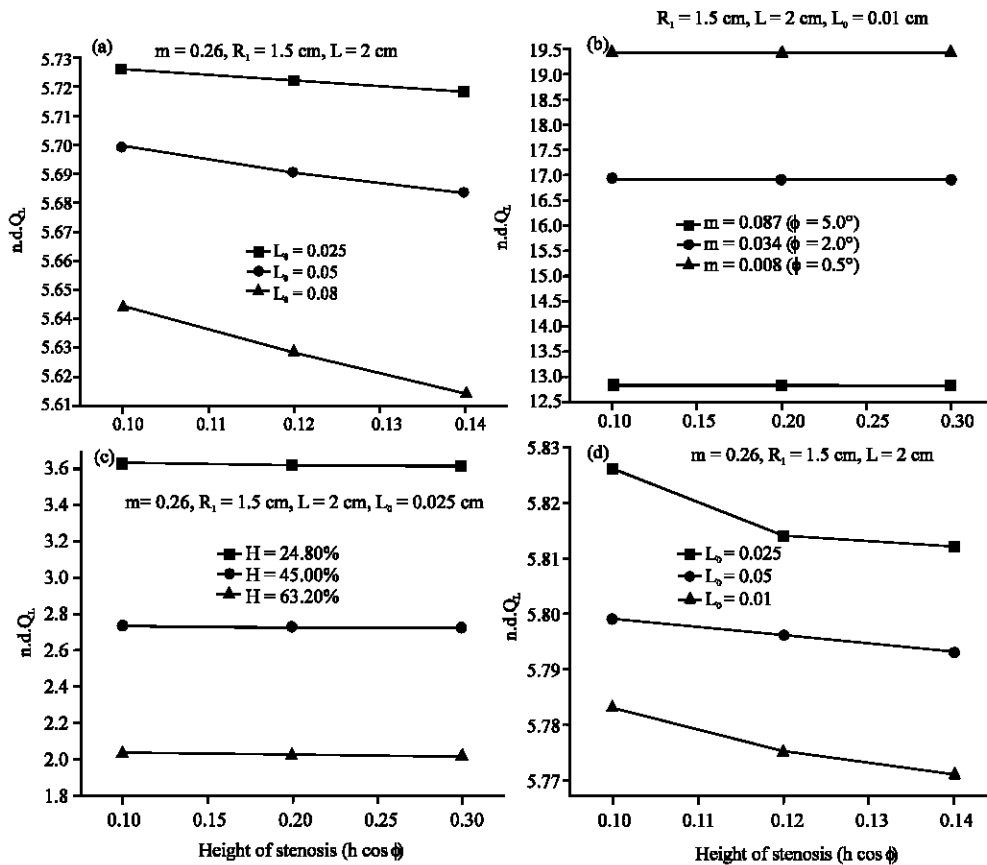 (a)
m = 0.26, R₁ = 1.5 cm, L = 2 cm
5.73
5.72
5.71
5.70
5.69
5.68
5.67
5.66
5.65
5.64
5.63
5.62
5.61
n.d.Q_L
L₀ = 0.025
L₀ = 0.05
L₀ = 0.08
0.10 0.11 0.12 0.13 0.14
R₁ = 1.5 cm, L = 2 cm, L₀ = 0.01 cm
(b)
19.5
19.0
18.5
18.0
17.5
17.0
16.5
16.0
15.5
15.0
14.5
14.0
13.5
13.0
12.5
n.d.Q_L
m = 0.087 (ϕ = 5.0°)
m = 0.034 (ϕ = 2.0°)
m = 0.008 (ϕ = 0.5°)
0.10 0.15 0.20 0.25 0.30
(c)
m= 0.26, R₁ = 1.5 cm, L = 2 cm, L₀ = 0.025 cm
3.6
3.4
3.2
3.0
2.8
2.6
2.4
2.2
2.0
1.8
n.d.Q_L
H = 24.80%
H = 45.00%
H = 63.20%
0.10 0.15 0.20 0.25 0.30
Height of stenosis (h cos ϕ)
(d)
m = 0.26, R₁ = 1.5 cm, L = 2 cm
5.83
5.82
5.81
5.80
5.79
5.78
5.77
n.d.Q_L
L₀ = 0.025
L₀ = 0.05
L₀ = 0.01
0.10 0.11 0.12 0.13 0.14
Height of stenosis (h cos ϕ)